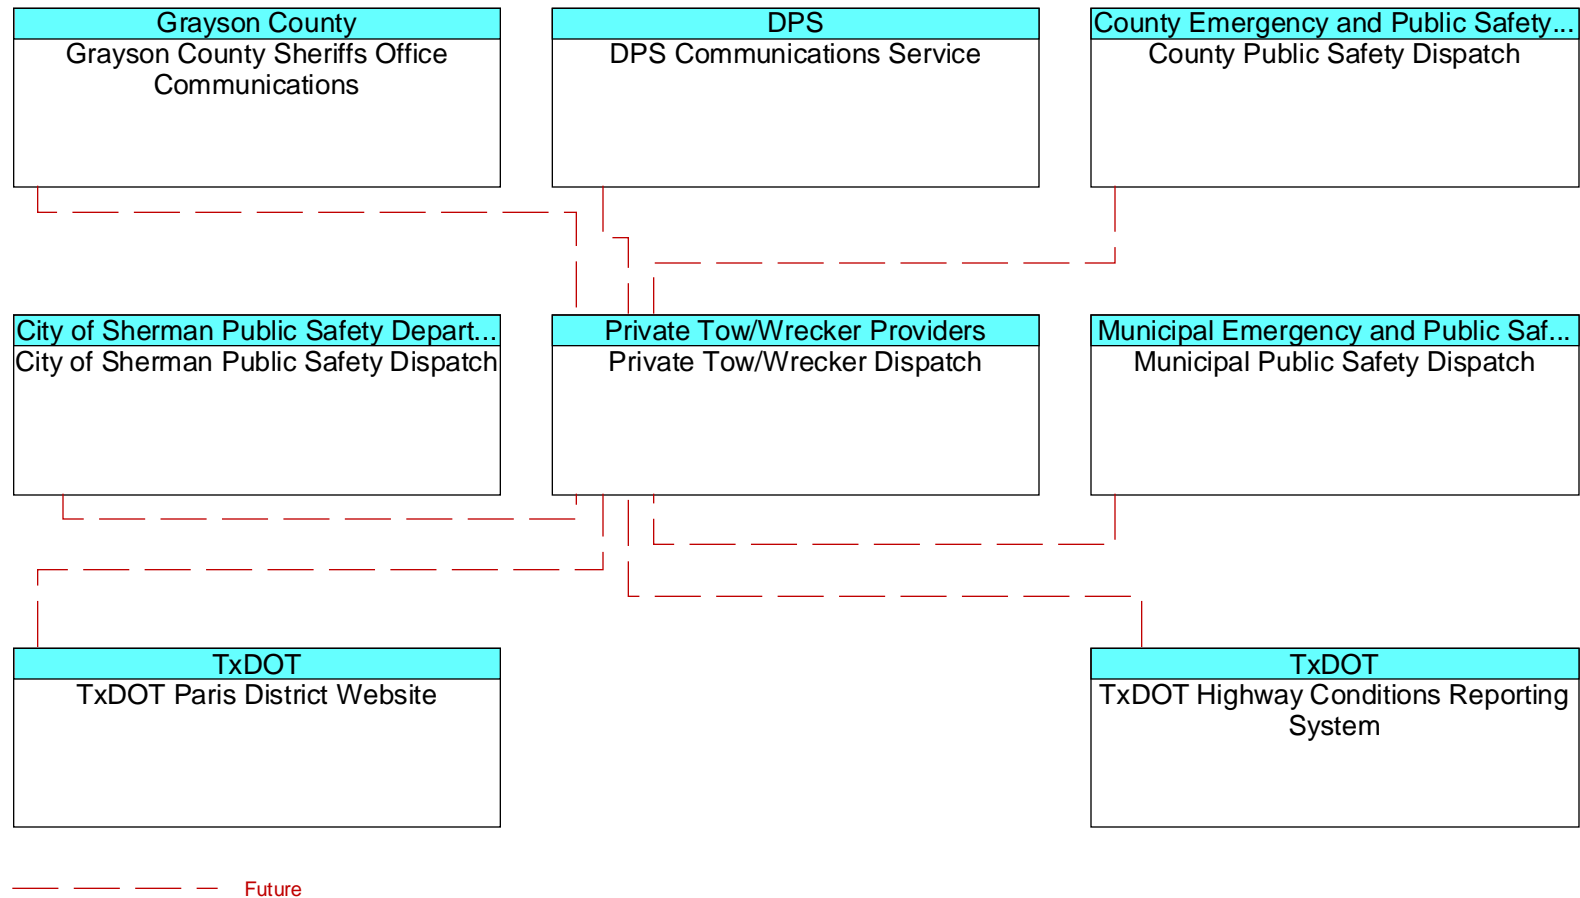 Grayson County
Grayson County Sheriffs Office
Communications
DPS
DPS Communications Service
County Emergency and Public Safety...
County Public Safety Dispatch
City of Sherman Public Safety Depart...
City of Sherman Public Safety Dispatch
Private Tow/Wrecker Providers
Private Tow/Wrecker Dispatch
Municipal Emergency and Public Saf...
Municipal Public Safety Dispatch
TxDOT
TxDOT Paris District Website
TxDOT
TxDOT Highway Conditions Reporting
System
Future